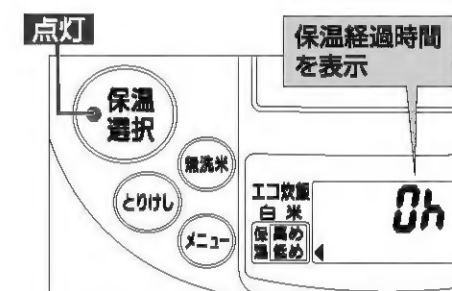 点灯
保温経過時間
を表示
保温
選択
無洗米
とりけし
メニュー
エコ炊飯
白米
保 高め
温 低め
0h